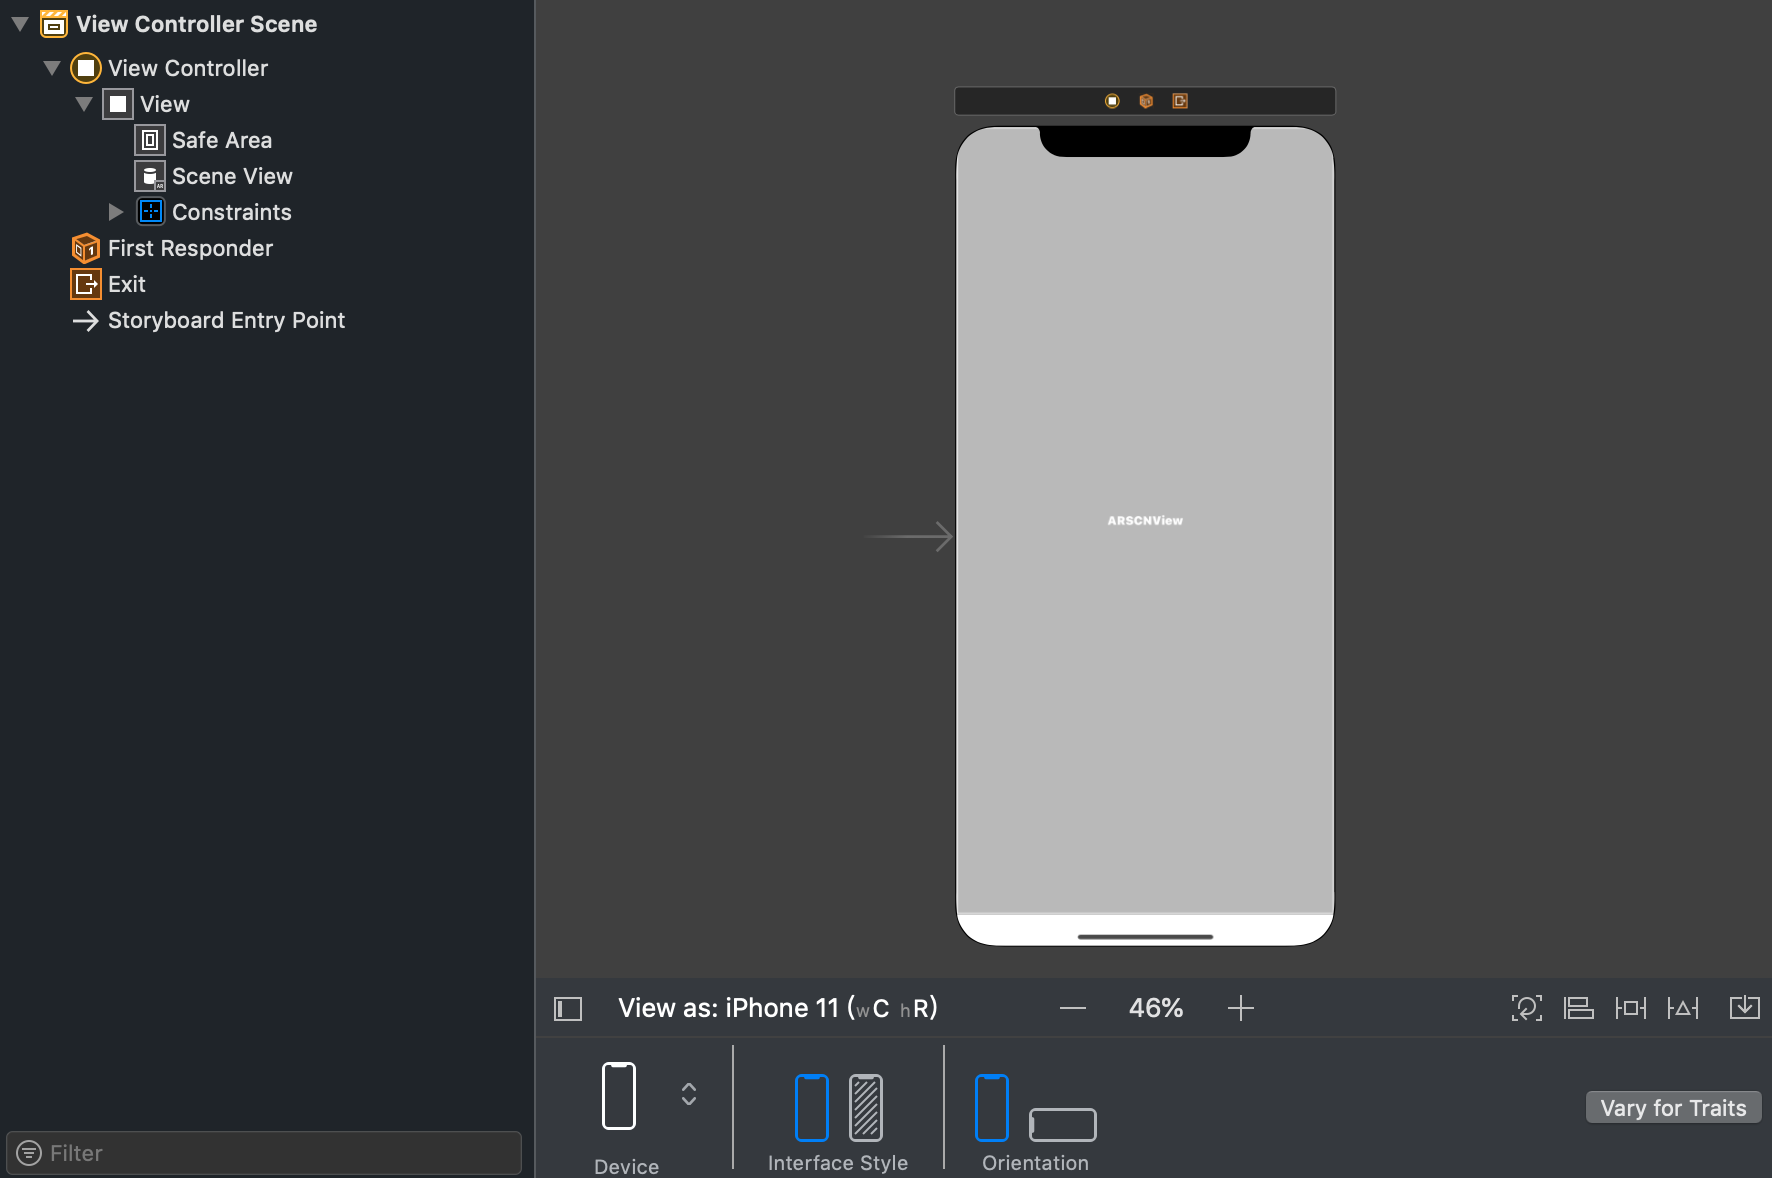 View Controller Scene
View Controller
View
Safe Area
Scene View
Constraints
First Responder
Exit
Storyboard Entry Point
Filter
ARSCNView
View as: iPhone 11 (wC hR)
46%
Device
Interface Style
Orientation
Vary for Traits